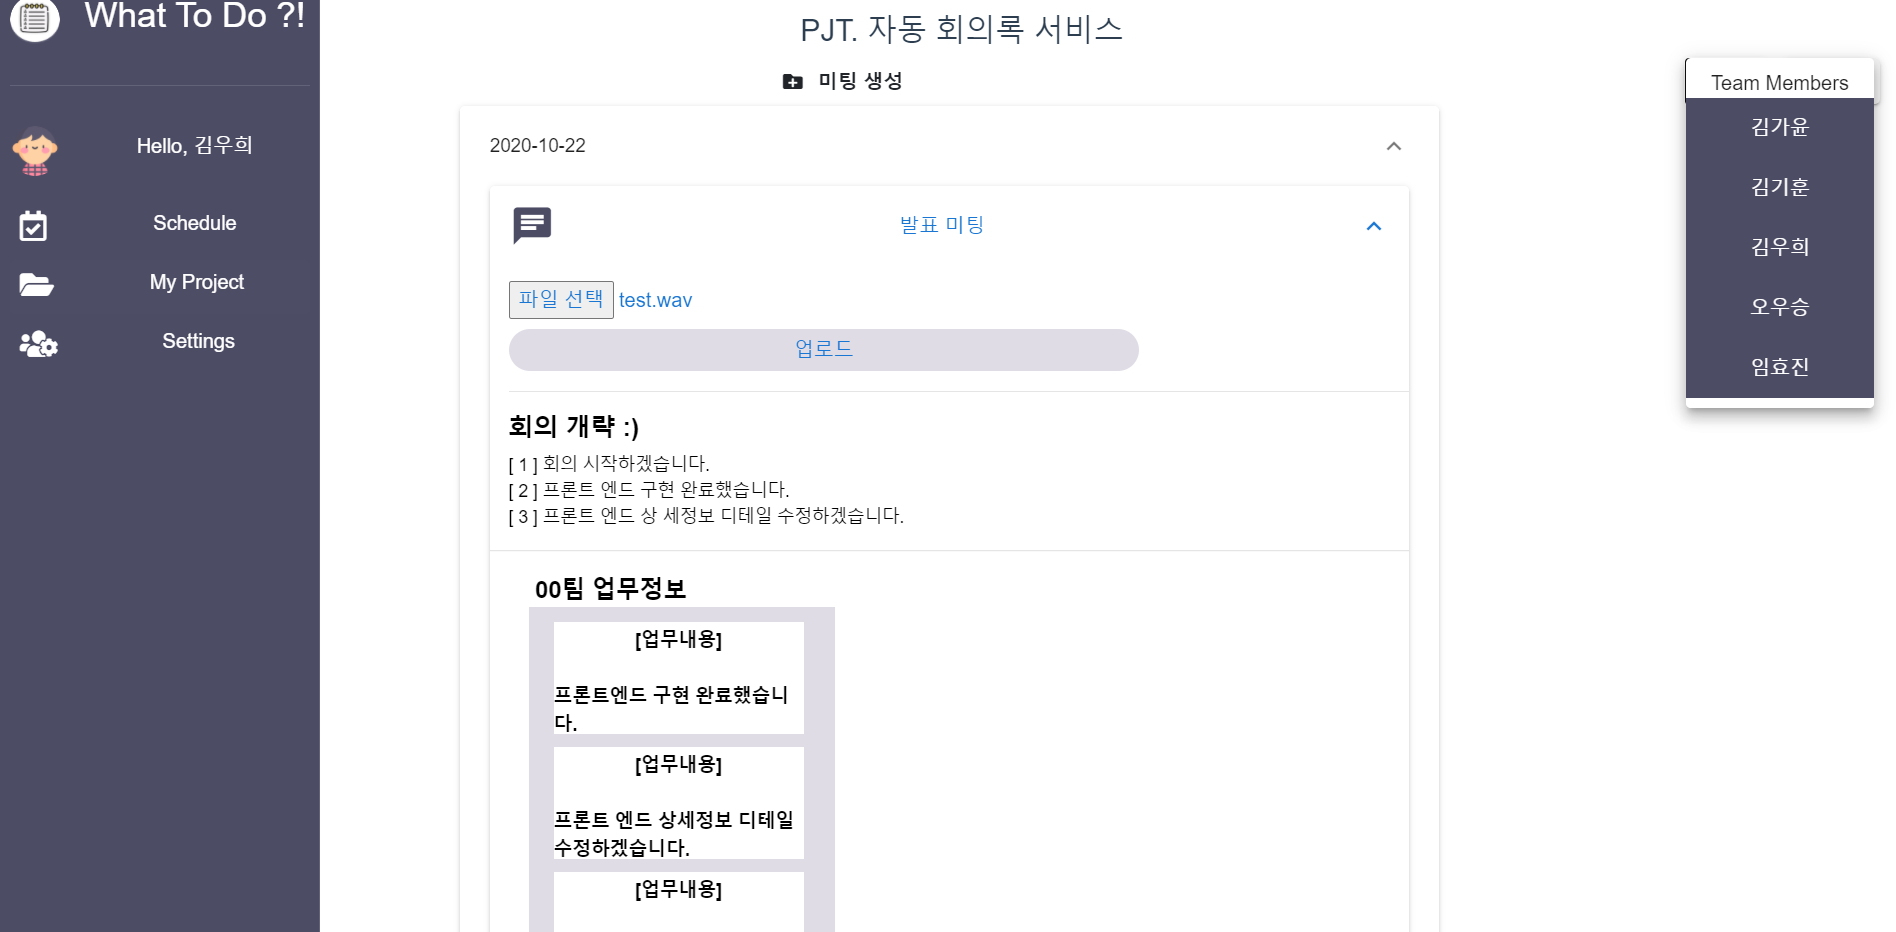 What To Do ?!
Hello, 김우희
Schedule
My Project
Settings
PJT. 자동 회의록 서비스
미팅 생성
2020-10-22
발표 미팅
파일 선택 test.wav
업로드
회의 개략 :)
[ 1 ] 회의 시작하겠습니다.
[ 2 ] 프론트 엔드 구현 완료했습니다.
[ 3 ] 프론트 엔드 상 세정보 디테일 수정하겠습니다.
00팀 업무정보
[업무내용]
프론트엔드 구현 완료했습니
다.
[업무내용]
프론트 엔드 상세정보 디테일
수정하겠습니다.
[업무내용]
Team Members
김가윤
김기훈
김우희
오우승
임효진